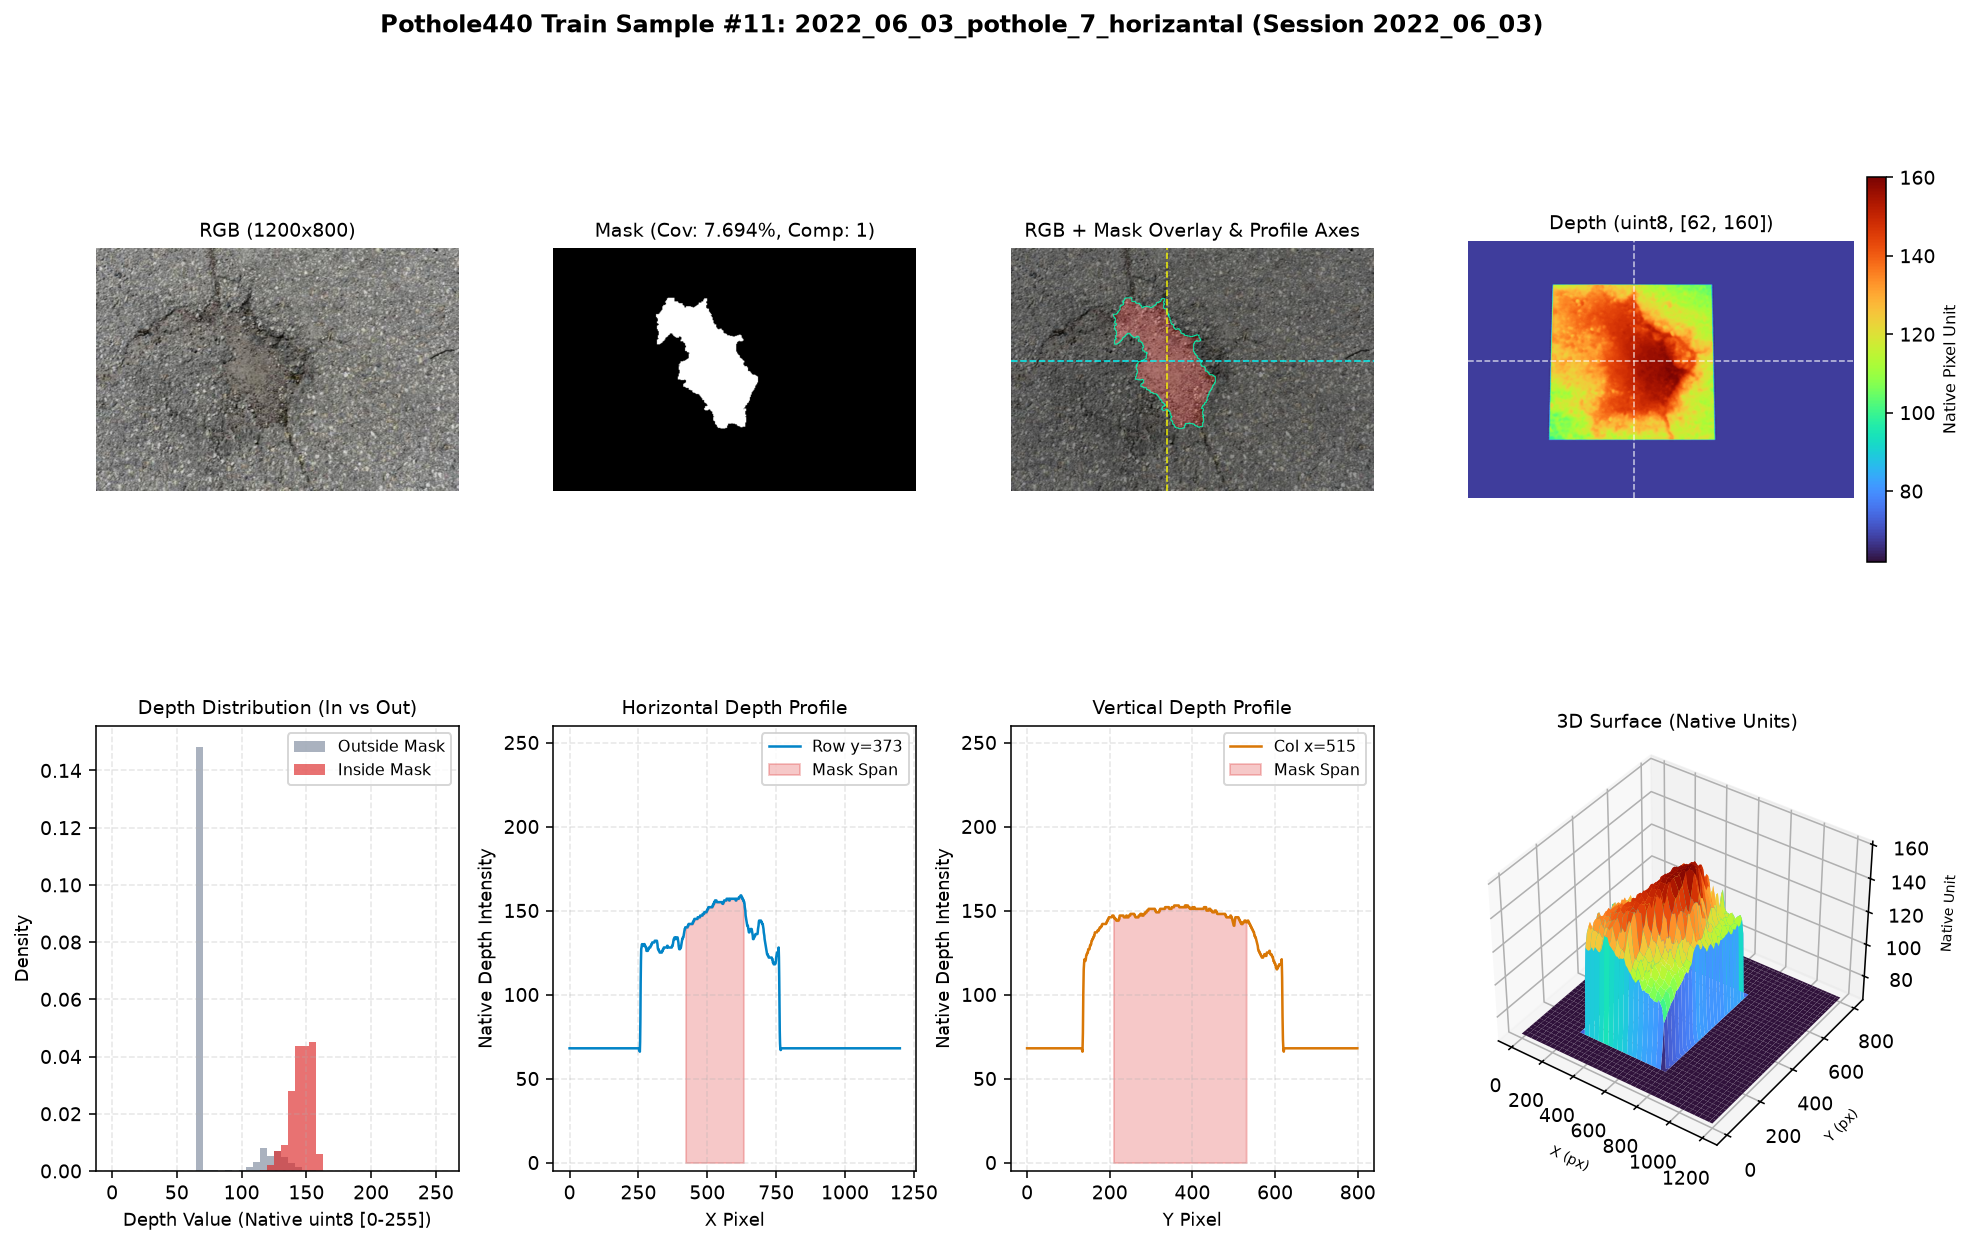 Pothole440 Train Sample #11: 2022_06_03_pothole_7_horizantal (Session 2022_06_03)
RGB (1200x800)
Mask (Cov: 7.694%, Comp: 1)
RGB + Mask Overlay & Profile Axes
Depth (uint8, [62, 160])
160
140
120
100
80
Native Pixel Unit
Depth Distribution (In vs Out)
Outside Mask
Inside Mask
0.14
0.12
0.10
0.08
0.06
0.04
0.02
0.00
Density
0 50 100 150 200 250
Depth Value (Native uint8 [0-255])
Horizontal Depth Profile
Row y=373
Mask Span
250
200
150
100
50
0
Native Depth Intensity
0 250 500 750 1000 1250
X Pixel
Vertical Depth Profile
Col x=515
Mask Span
250
200
150
100
50
0
Native Depth Intensity
0 200 400 600 800
Y Pixel
3D Surface (Native Units)
160
140
120
100
80
Native Unit
0 200 400 600 800 1000 1200
X (px)
0 200 400 600 800
Y (px)